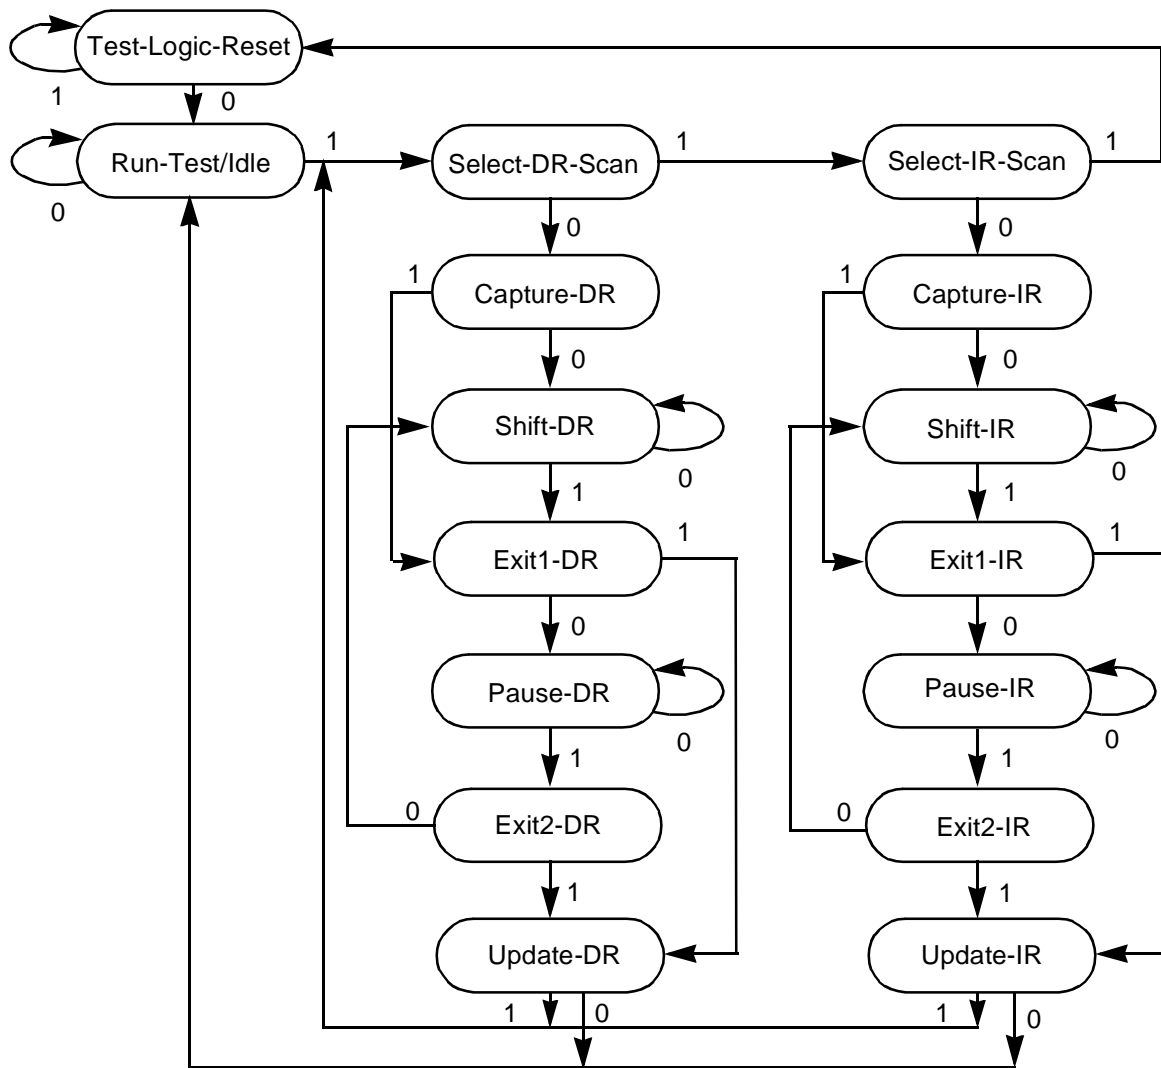 Test-Logic-Reset
1
0
Run-Test/Idle
1
Select-DR-Scan
1
Select-IR-Scan
1
0
0
0
1
Capture-DR
1
Capture-IR
0
0
Shift-DR
Shift-IR
0
0
1
1
Exit1-DR
1
Exit1-IR
1
0
0
Pause-DR
Pause-IR
0
0
1
1
0
Exit2-DR
0
Exit2-IR
1
1
Update-DR
Update-IR
1
0
1
0